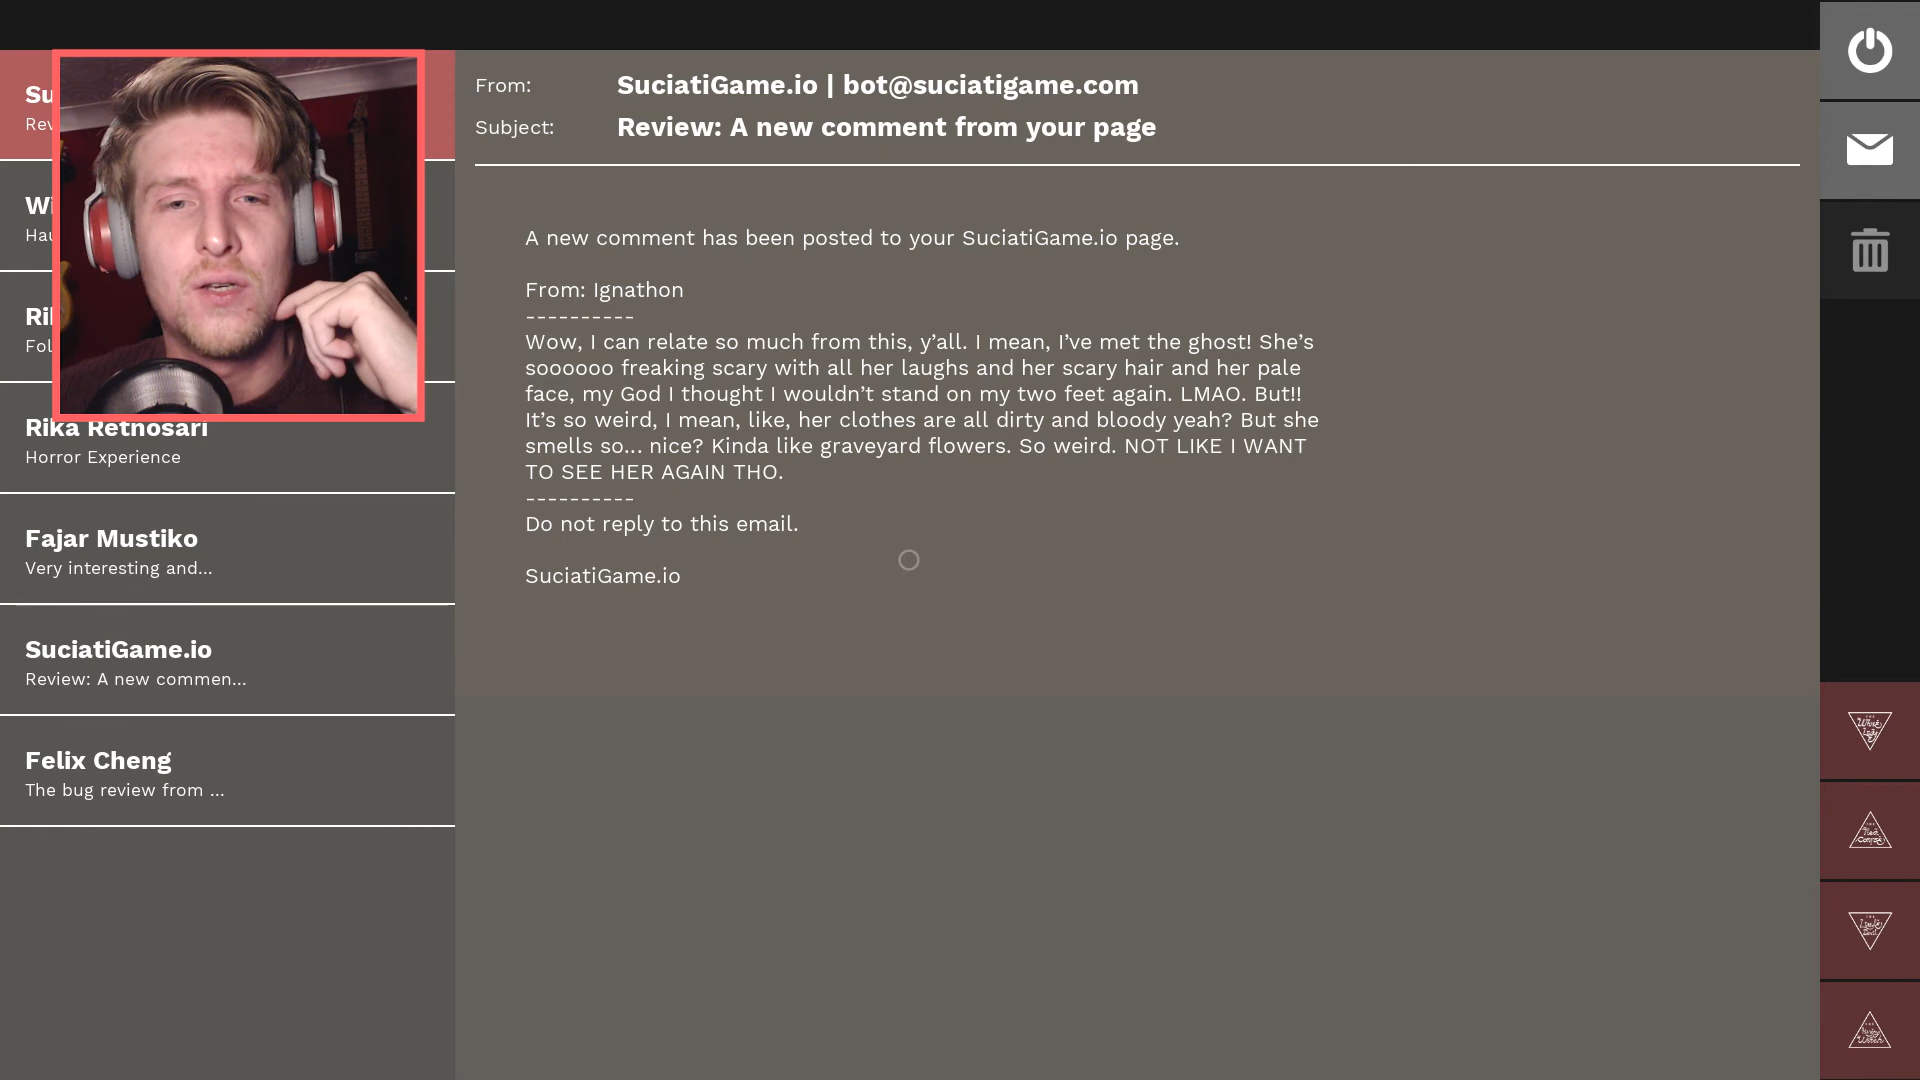 Su
Rev
Ha
Ri
Fol
Rika Retnosari
Horror Experience
Fajar Mustiko
Very interesting and...
SuciatiGame.io
Review: A new commen...
Felix Cheng
The bug review from ...
From: SuciatiGame.io | bot@suciatigame.com
Subject: Review: A new comment from your page
A new comment has been posted to your SuciatiGame.io page.
From: Ignathon
----------
Wow, I can relate so much from this, y’all. I mean, I’ve met the ghost! She’s
soooooo freaking scary with all her laughs and her scary hair and her pale
face, my God I thought I wouldn’t stand on my two feet again. LMAO. But!!
It’s so weird, I mean, like, her clothes are all dirty and bloody yeah? But she
smells so... nice? Kinda like graveyard flowers. So weird. NOT LIKE I WANT
TO SEE HER AGAIN THO.
----------
Do not reply to this email.
SuciatiGame.io